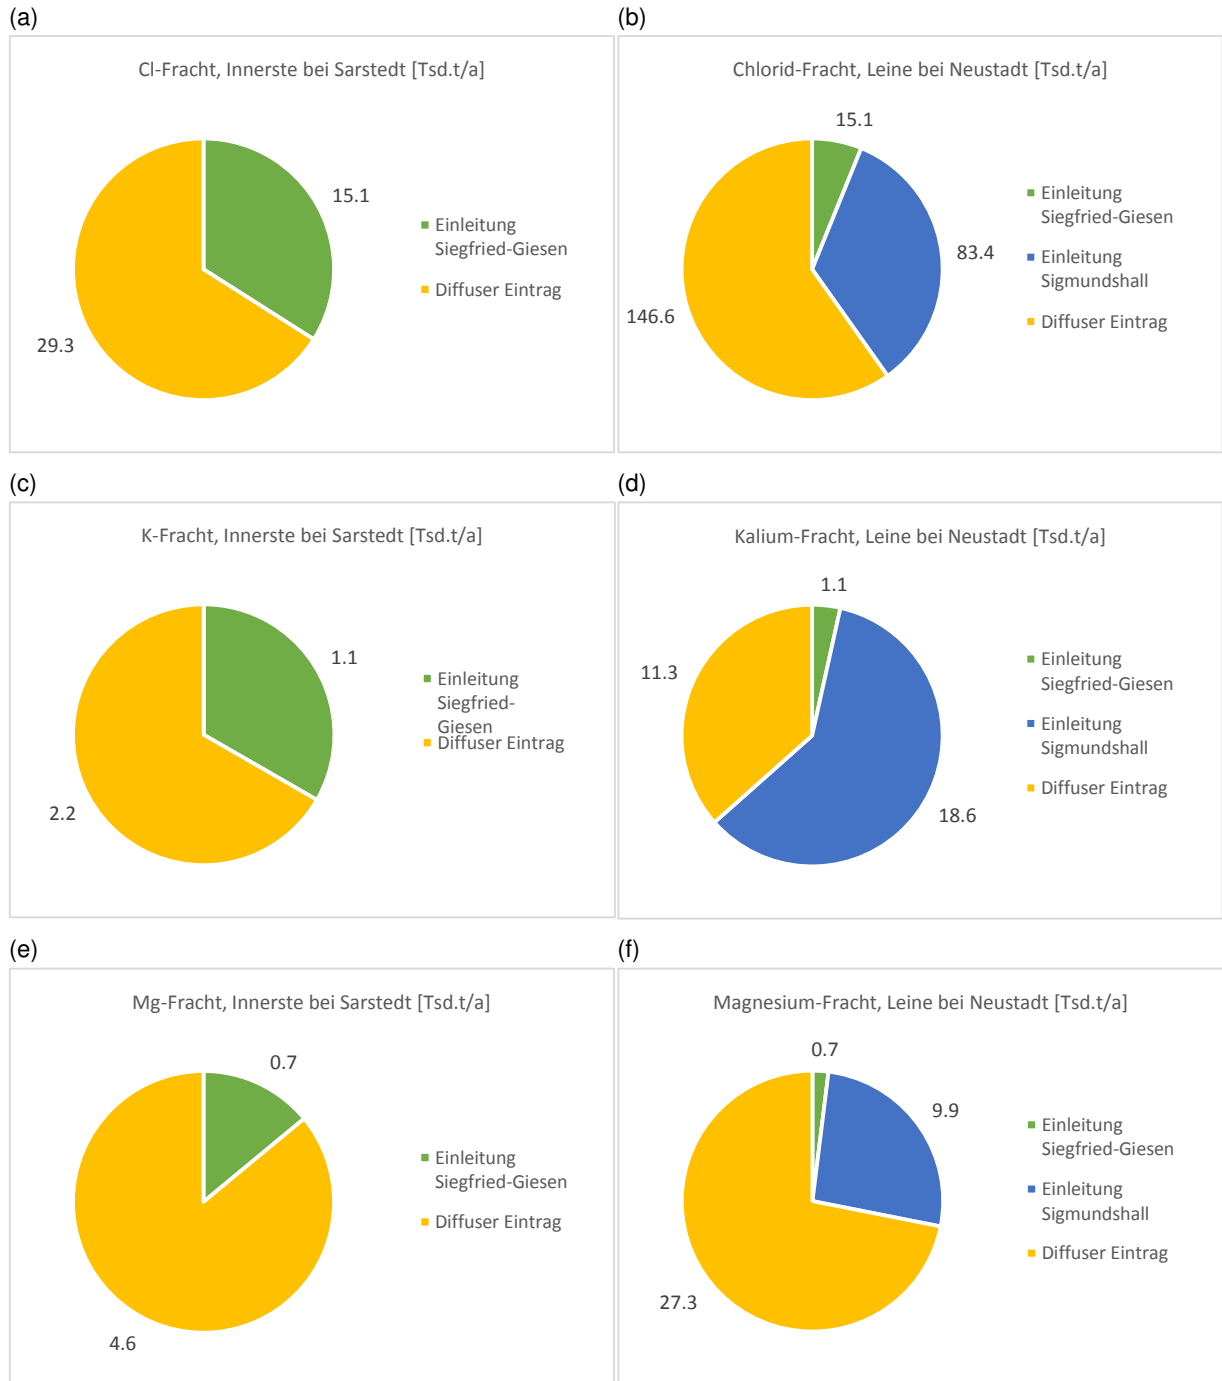 (a)
Cl-Fracht, Innerste bei Sarstedt [Tsd.t/a]
15.1
29.3
Einleitung
Siegfried-Giesen
Diffuser Eintrag
(b)
Chlorid-Fracht, Leine bei Neustadt [Tsd.t/a]
15.1
83.4
146.6
Einleitung
Siegfried-Giesen
Einleitung
Sigmundshall
Diffuser Eintrag
(c)
K-Fracht, Innerste bei Sarstedt [Tsd.t/a]
1.1
2.2
Einleitung
Siegfried-
Giesen
Diffuser Eintrag
(d)
Kalium-Fracht, Leine bei Neustadt [Tsd.t/a]
1.1
11.3
18.6
Einleitung
Siegfried-Giesen
Einleitung
Sigmundshall
Diffuser Eintrag
(e)
Mg-Fracht, Innerste bei Sarstedt [Tsd.t/a]
0.7
4.6
Einleitung
Siegfried-Giesen
Diffuser Eintrag
(f)
Magnesium-Fracht, Leine bei Neustadt [Tsd.t/a]
0.7
9.9
27.3
Einleitung
Siegfried-Giesen
Einleitung
Sigmundshall
Diffuser Eintrag